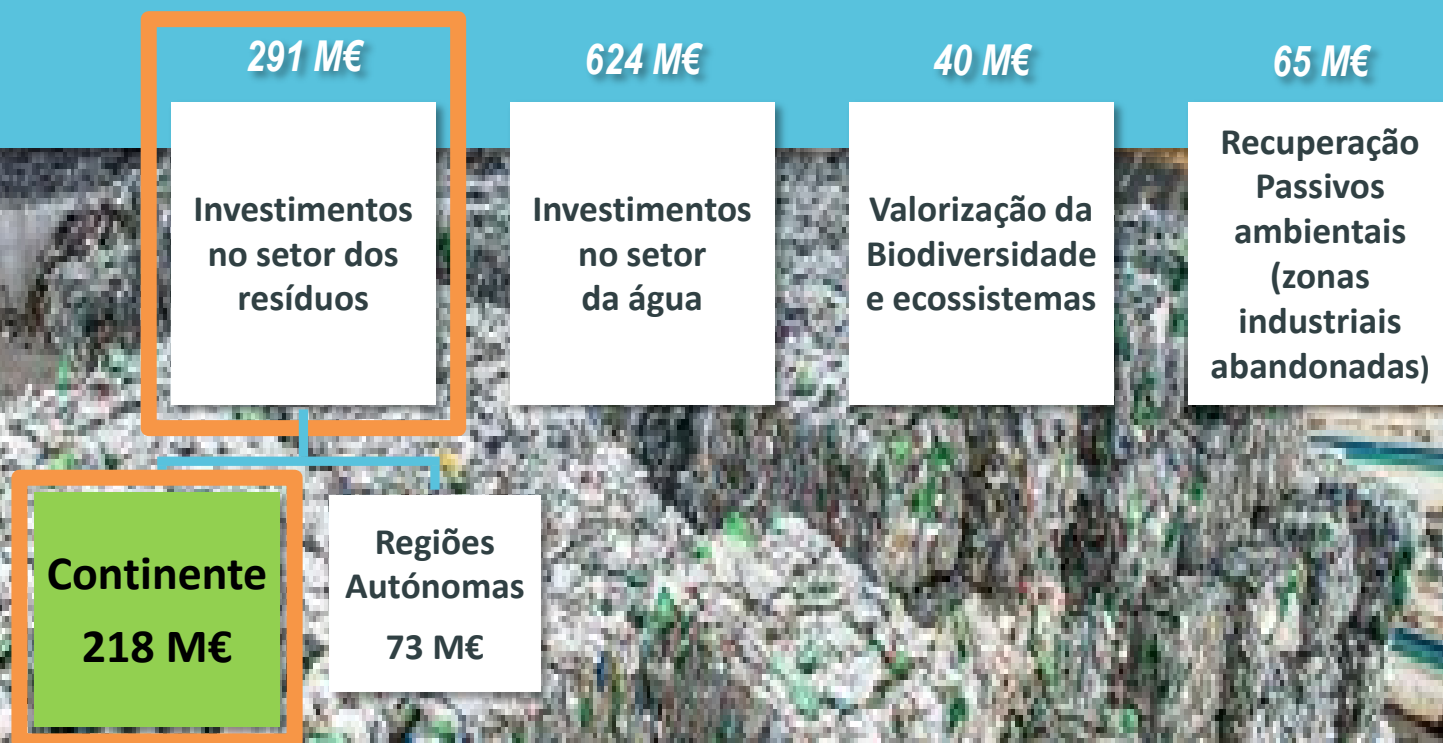 291 M€
624 M€
40 M€
65 M€
Investimentos
no setor dos
resíduos
Investimentos
no setor
da água
Valorização da
Biodiversidade
e ecossistemas
Recuperação
Passivos
ambientais
(zonas
industriais
abandonadas)
Continente
218 M€
Regiões
Autónomas
73 M€